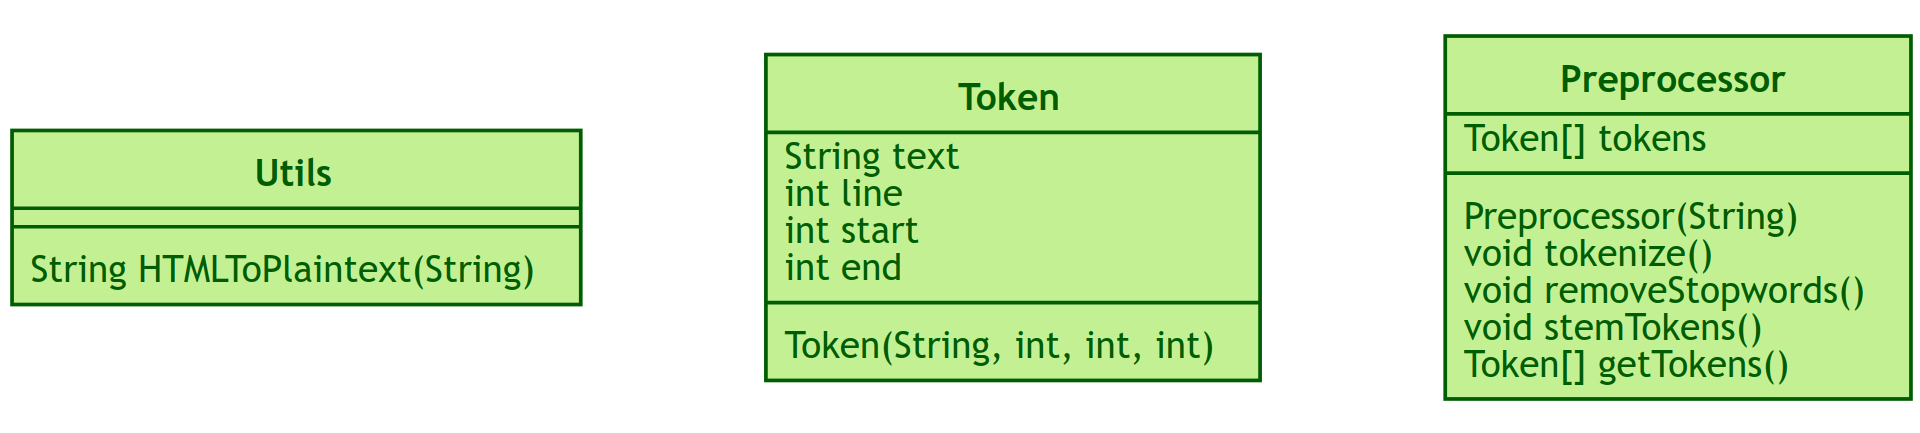 Utils
String HTMLToPlaintext(String)
Token
String text
int line
int start
int end
Token(String, int, int, int)
Preprocessor
Token[] tokens
Preprocessor(String)
void tokenize()
void removeStopwords()
void stemTokens()
Token[] getTokens()